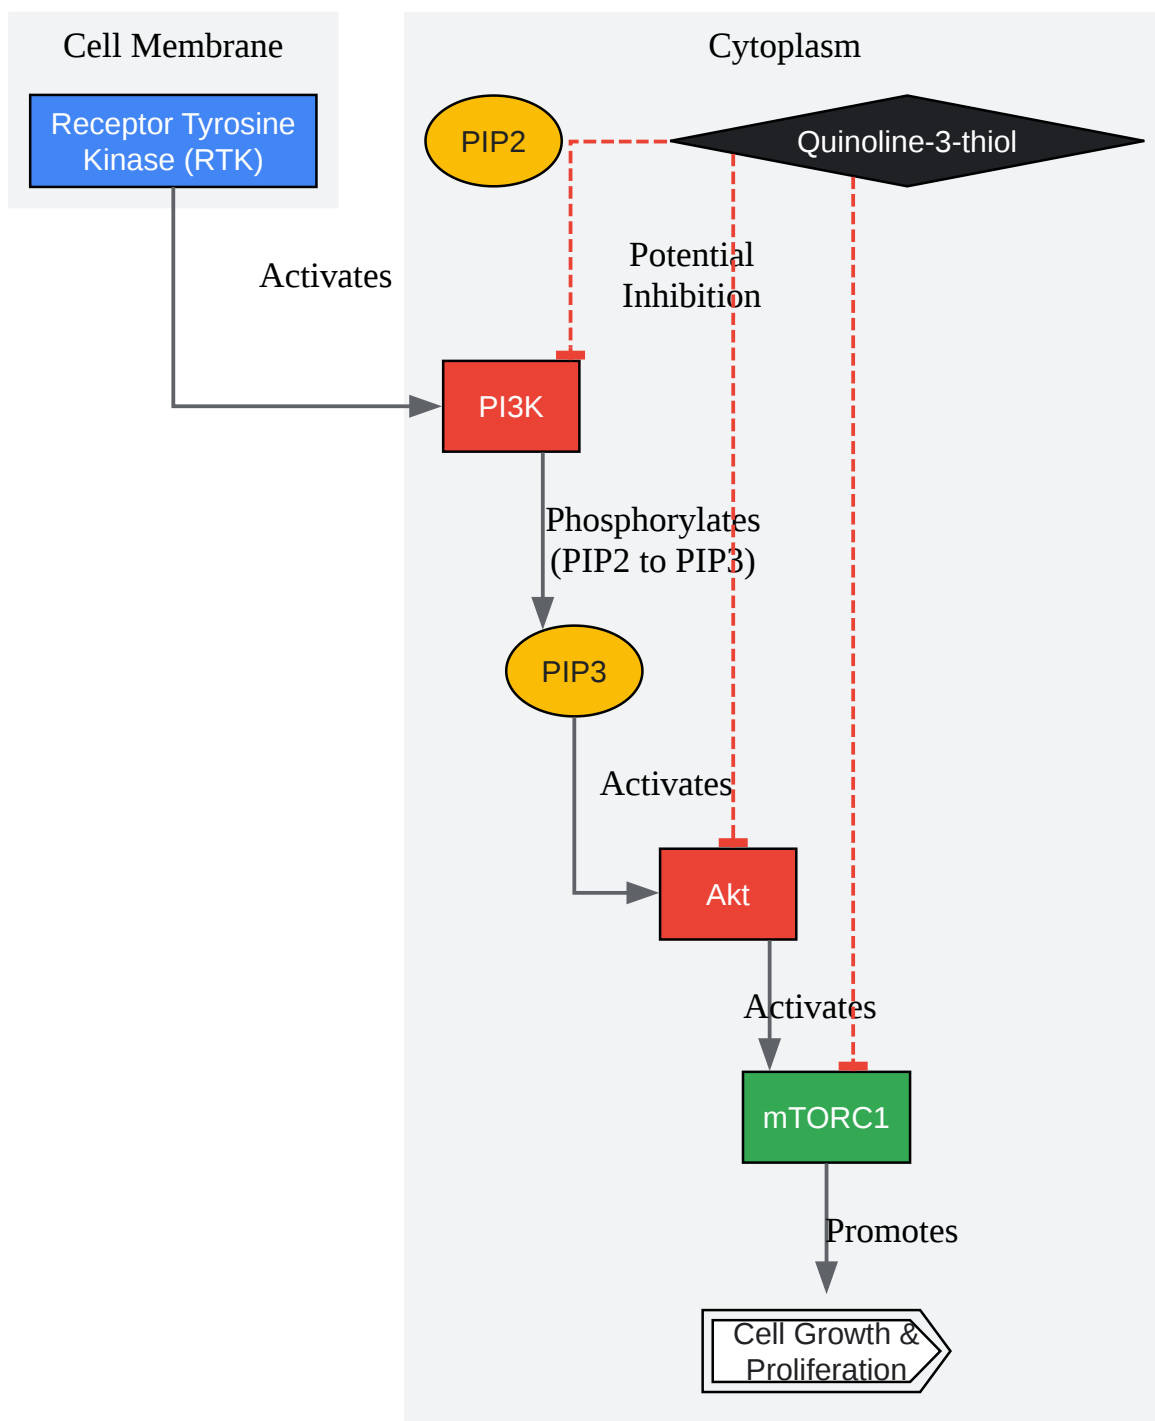 Cell Membrane
Cytoplasm
Receptor Tyrosine
Kinase (RTK)
PIP2
Quinoline-3-thiol
Activates
Potential
Inhibition
PI3K
Phosphorylates
(PIP2 to PIP3)
PIP3
Activates
Akt
Activates
mTORC1
Promotes
Cell Growth &
Proliferation